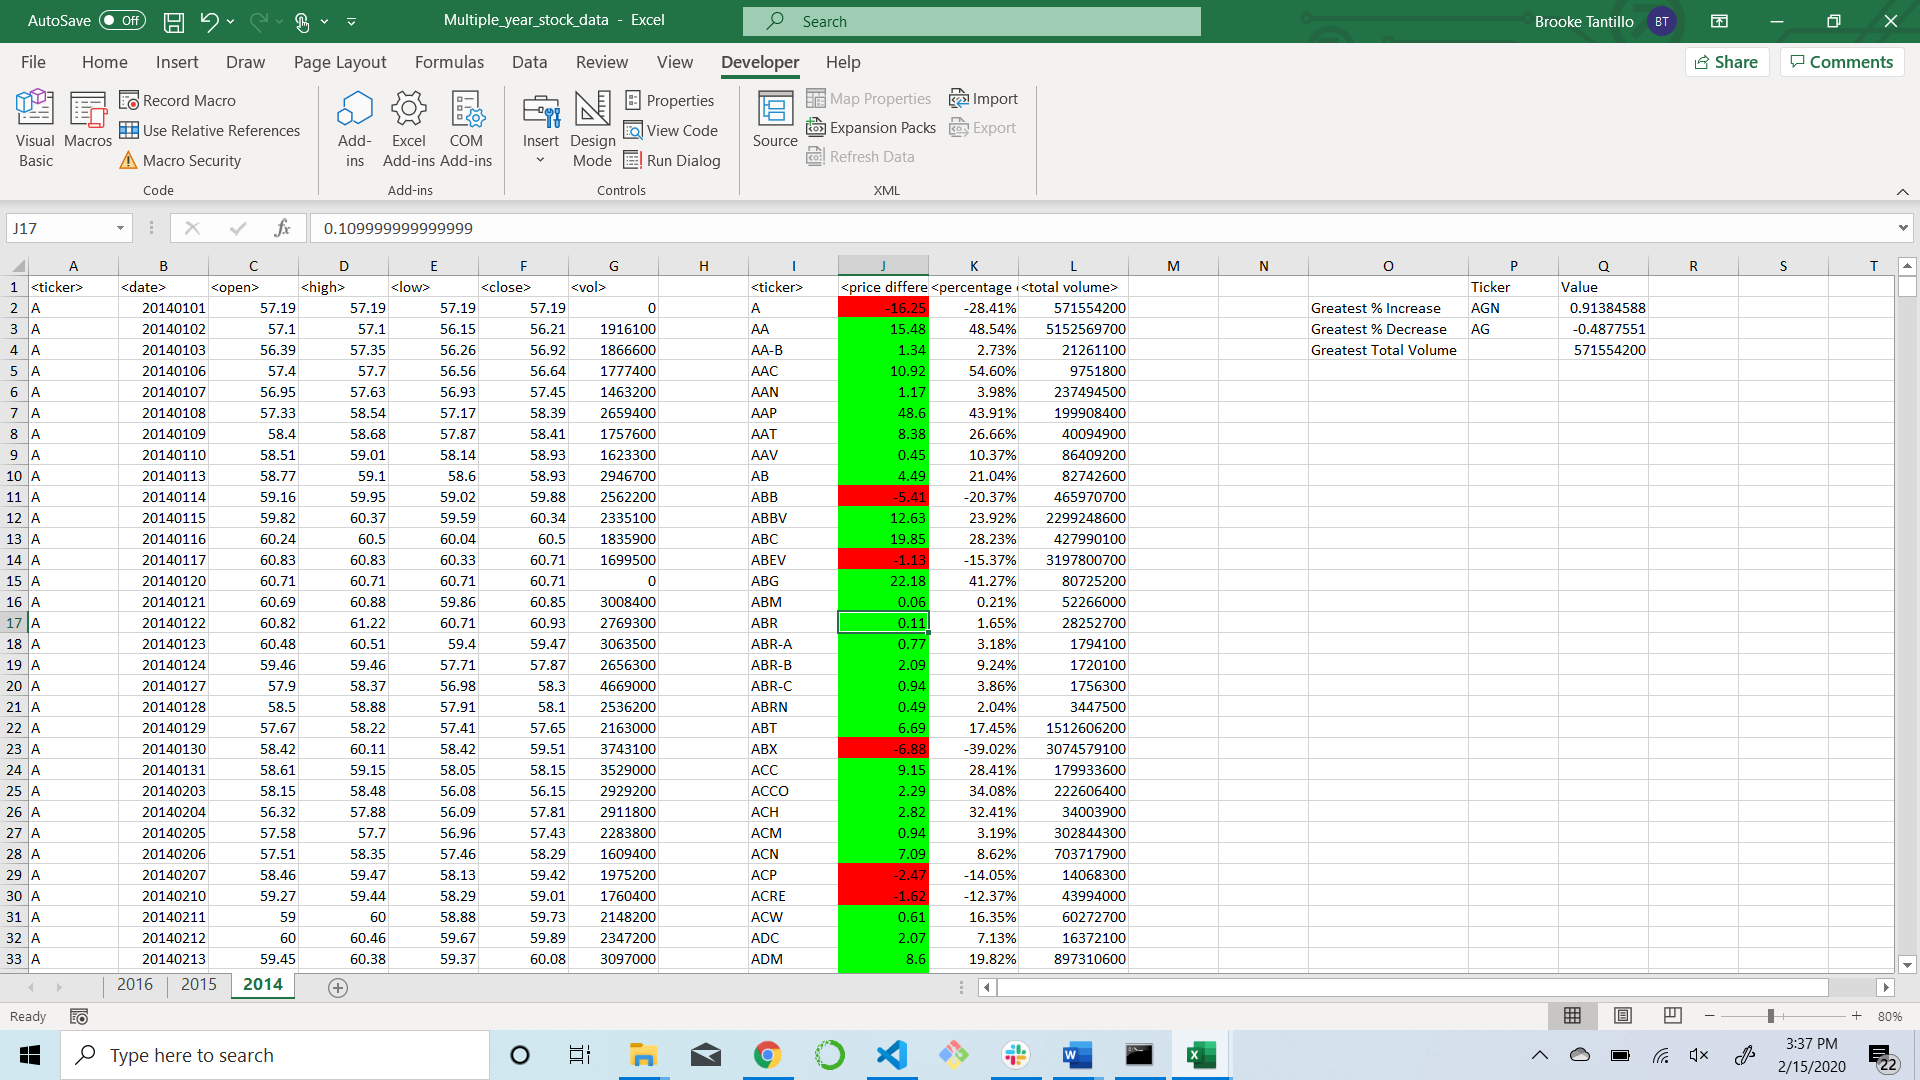 AutoSave Off Multiple_year_stock_data - Excel Search Brooke Tantillo BT
File Home Insert Draw Page Layout Formulas Data Review View Developer Help Share Comments
Visual Basic Macros Record Macro Use Relative References Macro Security Code
Add-ins Excel Add-ins COM Add-ins Add-ins
Insert Design Mode Properties View Code Run Dialog Controls
Source Map Properties Expansion Packs Refresh Data Import Export XML
J17 fx 0.109999999999999
A B C D E F G H I J K L M N O P Q R S T
1 <ticker> <date> <open> <high> <low> <close> <vol> <ticker> <price differe <percentage <total volume> Ticker Value
2 A 20140101 57.19 57.19 57.19 57.19 0 A -16.25 -28.41% 571554200 Greatest % Increase AGN 0.91384588
3 A 20140102 57.1 57.1 56.15 56.21 1916100 AA 15.48 48.54% 5152569700 Greatest % Decrease AG -0.4877551
4 A 20140103 56.39 57.35 56.26 56.92 1866600 AA-B 1.34 2.73% 21261100 Greatest Total Volume 571554200
5 A 20140106 57.4 57.7 56.56 56.64 1777400 AAC 10.92 54.60% 9751800
6 A 20140107 56.95 57.63 56.93 57.45 1463200 AAN 1.17 3.98% 237494500
7 A 20140108 57.33 58.54 57.17 58.39 2659400 AAP 48.6 43.91% 199908400
8 A 20140109 58.4 58.68 57.87 58.41 1757600 AAT 8.38 26.66% 40094900
9 A 20140110 58.51 59.01 58.14 58.93 1623300 AAV 0.45 10.37% 86409200
10 A 20140113 58.77 59.1 58.6 58.93 2946700 AB 4.49 21.04% 82742600
11 A 20140114 59.16 59.95 59.02 59.88 2562200 ABB -5.41 -20.37% 465970700
12 A 20140115 59.82 60.37 59.59 60.34 2335100 ABBV 12.63 23.92% 2299248600
13 A 20140116 60.24 60.5 60.04 60.5 1835900 ABC 19.85 28.23% 427990100
14 A 20140117 60.83 60.83 60.33 60.71 1699500 ABEV -1.13 -15.37% 3197800700
15 A 20140120 60.71 60.71 60.71 60.71 0 ABG 22.18 41.27% 80725200
16 A 20140121 60.69 60.88 59.86 60.85 3008400 ABM 0.06 0.21% 52266000
17 A 20140122 60.82 61.22 60.71 60.93 2769300 ABR 0.11 1.65% 28252700
18 A 20140123 60.48 60.51 59.4 59.47 3063500 ABR-A 0.77 3.18% 1794100
19 A 20140124 59.46 59.46 57.71 57.87 2656300 ABR-B 2.09 9.24% 1720100
20 A 20140127 57.9 58.37 56.98 58.3 4669000 ABR-C 0.94 3.86% 1756300
21 A 20140128 58.5 58.88 57.91 58.1 2536200 ABRN 0.49 2.04% 3447500
22 A 20140129 57.67 58.22 57.41 57.65 2163000 ABT 6.69 17.45% 1512606200
23 A 20140130 58.42 60.11 58.42 59.51 3743100 ABX -6.88 -39.02% 3074579100
24 A 20140131 58.61 59.15 58.05 58.15 3529000 ACC 9.15 28.41% 179933600
25 A 20140203 58.15 58.48 56.08 56.15 2929200 ACCO 2.29 34.08% 222606400
26 A 20140204 56.32 57.88 56.09 57.81 2911800 ACH 2.82 32.41% 34003900
27 A 20140205 57.58 57.7 56.96 57.43 2283800 ACM 0.94 3.19% 302844300
28 A 20140206 57.51 58.35 57.46 58.29 1609400 ACN 7.09 8.62% 703717900
29 A 20140207 58.46 59.47 58.13 59.42 1975200 ACP -2.47 -14.05% 14068300
30 A 20140210 59.27 59.44 58.29 59.01 1760400 ACRE -1.62 -12.37% 43994000
31 A 20140211 59 60 58.88 59.73 2148200 ACW 0.61 16.35% 60272700
32 A 20140212 60 60.46 59.67 59.89 2347200 ADC 2.07 7.13% 16372100
33 A 20140213 59.45 60.38 59.37 60.08 3097000 ADM 8.6 19.82% 897310600
2016 2015 2014
Ready 80%
Type here to search 3:37 PM
2/15/2020 22